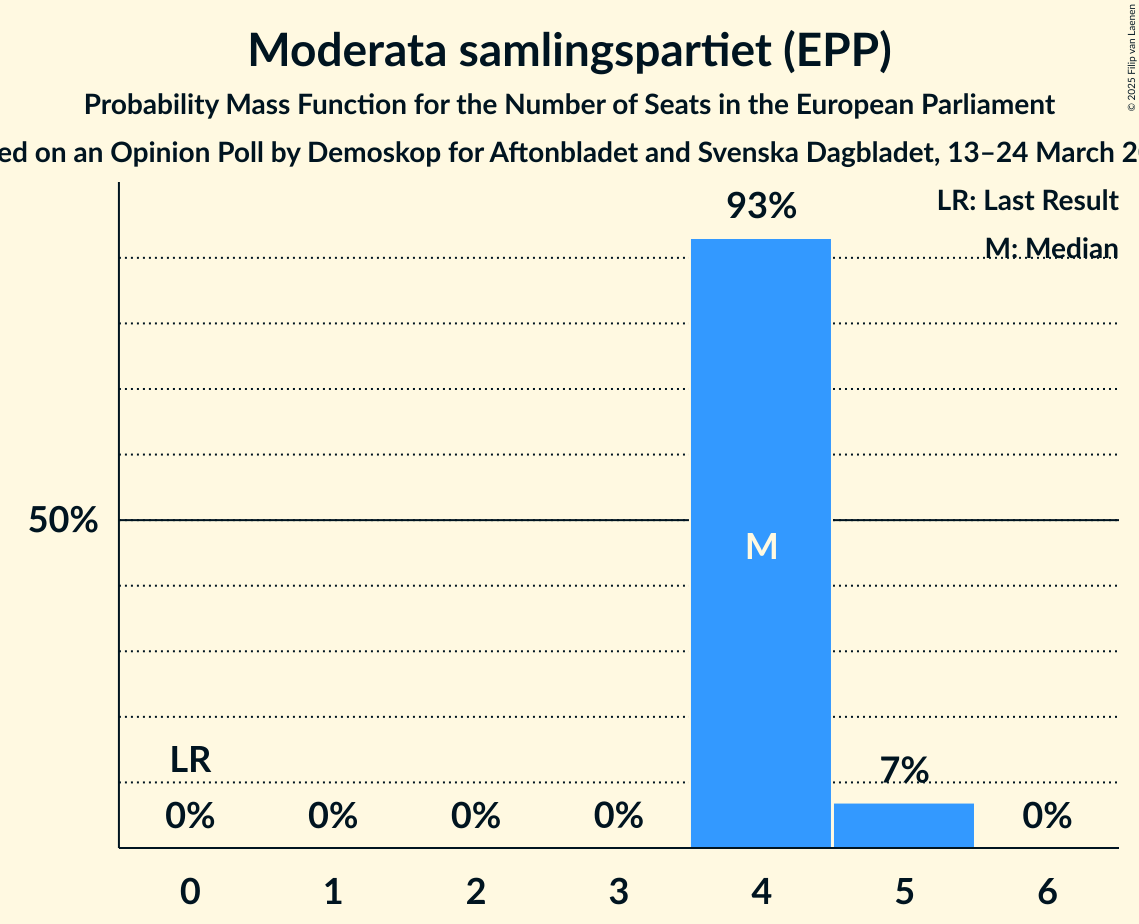 Moderata samlingspartiet (EPP)
Probability Mass Function for the Number of Seats in the European Parliament
on an Opinion Poll by Demoskop for Aftonbladet and Svenska Dagbladet, 13–24 March
© 2025 Filip van Laenen
LR: Last Result
M: Median
93%
50%
M
LR
7%
0% 0% 0% 0% 0%
0 1 2 3 4 5 6